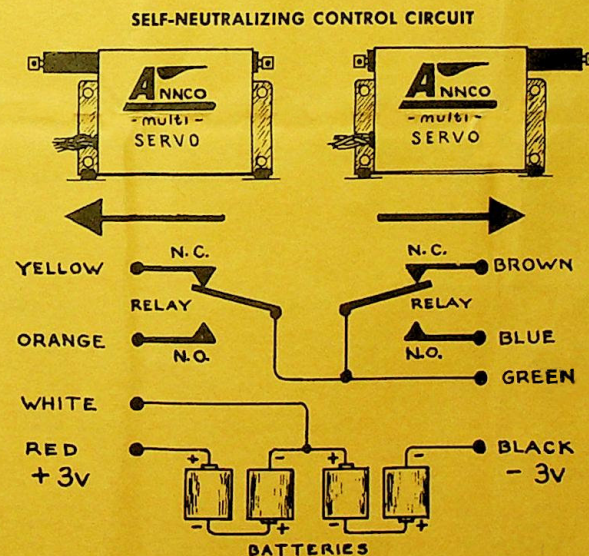 SELF-NEUTRALIZING CONTROL CIRCUIT
ANNCO
- multi -
SERVO
ANNCO
- multi -
SERVO
YELLOW N.C. N.C. BROWN
RELAY RELAY
ORANGE N.O. N.O. BLUE
GREEN
WHITE
RED + - + - BLACK
+ 3v - 3v
- + - +
BATTERIES